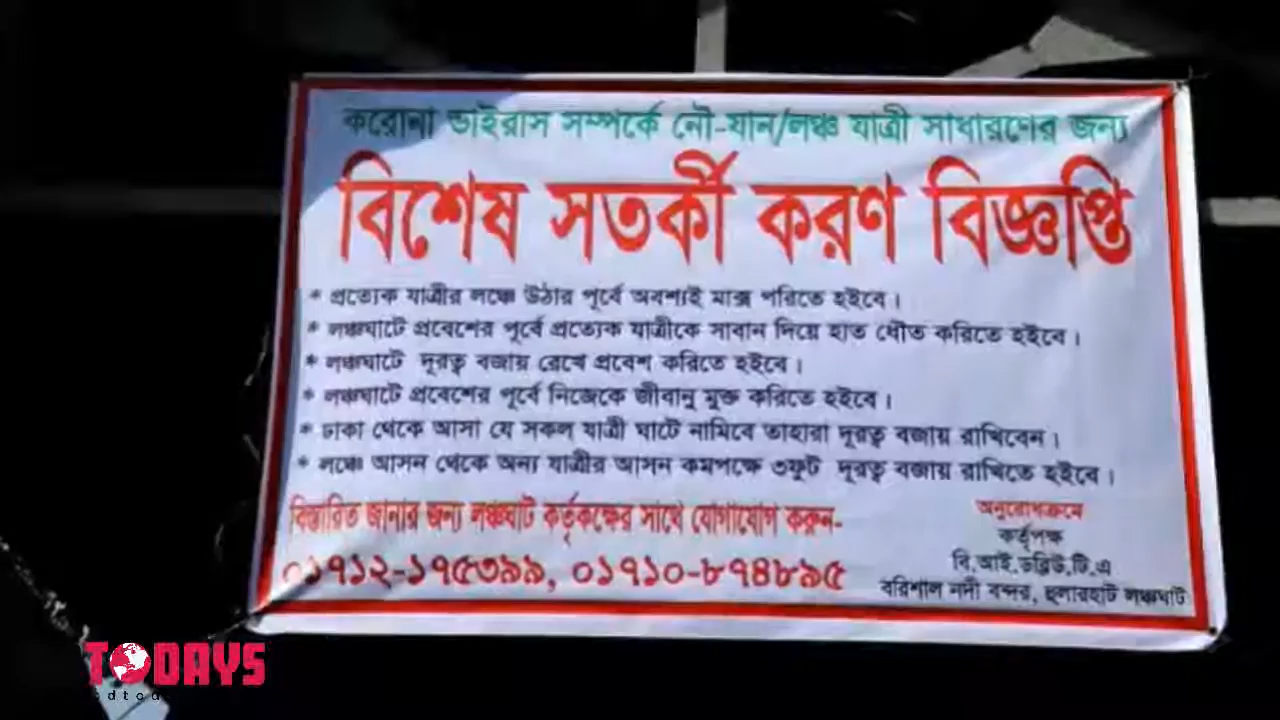 করোনা ভাইরাস সম্পর্কে নৌ-যান/লঞ্চ যাত্রী সাধারণের জন্য
বিশেষ সতর্কী করণ বিজ্ঞপ্তি
* প্রত্যেক যাত্রীর লঞ্চে উঠার পূর্বে অবশ্যই মাক্স পরিতে হইবে।
* লঞ্চঘাটে প্রবেশের পূর্বে প্রত্যেক যাত্রীকে সাবান দিয়ে হাত ধৌত করিতে হইবে।
* লঞ্চঘাটে দূরত্ব বজায় রেখে প্রবেশ করিতে হইবে।
* লঞ্চঘাটে প্রবেশের পূর্বে নিজেকে জীবানু মুক্ত করিতে হইবে।
* ঢাকা থেকে আসা যে সকল যাত্রী ঘাটে নামিবে তাহারা দূরত্ব বজায় রাখিবেন।
* লঞ্চে আসন থেকে অন্য যাত্রীর আসন কমপক্ষে ৩ফুট দূরত্ব বজায় রাখিতে হইবে।
বিস্তারিত জানার জন্য লঞ্চঘাট কর্তৃকক্ষের সাথে যোগাযোগ করুন-
০১৭১২-১৭৫৩৯৯, ০১৭১০-৮৭৪৮৯৫
অনুরোধক্রমে
কর্তৃপক্ষ
বি.আই.ডব্লিউ.টি.এ
বরিশাল নদী বন্দর, হুলারহাট লঞ্চঘাট
TODAYS